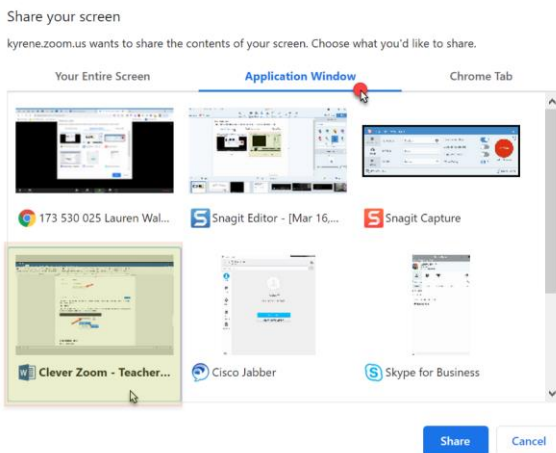 Share your screen
kyrene.zoom.us wants to share the contents of your screen. Choose what you'd like to share.
Your Entire Screen Application Window Chrome Tab
173 530 025 Lauren Wal... Snagit Editor - [Mar 16,... Snagit Capture
Clever Zoom - Teacher... Cisco Jabber Skype for Business
Share Cancel